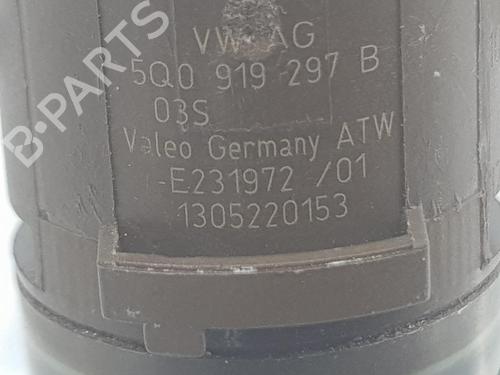 VW AG
5Q0 919 297 B
03S
Valeo Germany ATW
-E231972 /01
1305220153
B-Parts